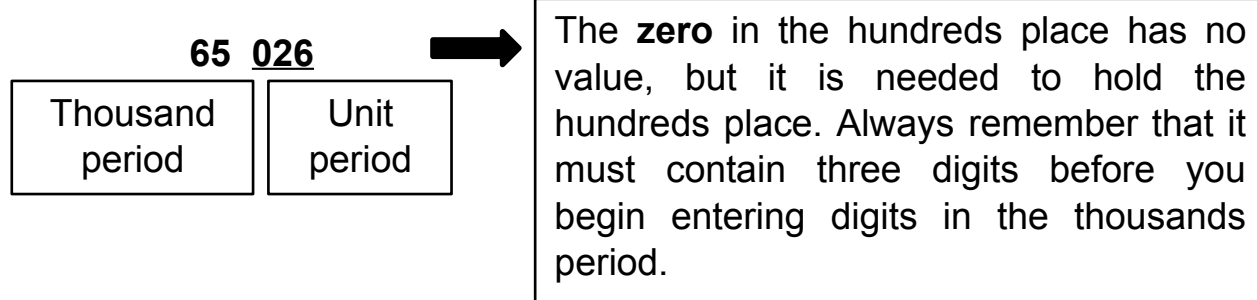 65 026
Thousand
period
Unit
period
The zero in the hundreds place has no
value, but it is needed to hold the
hundreds place. Always remember that it
must contain three digits before you
begin entering digits in the thousands
period.